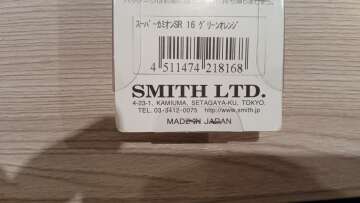 スーパーカミオンSR 16 グリーンオレンジ
4 511474 218168
SMITH LTD.
4-23-1, KAMIUMA, SETAGAYA-KU, TOKYO,
TEL. 03-3412-0075 http://www.smith.jp
MADE IN JAPAN